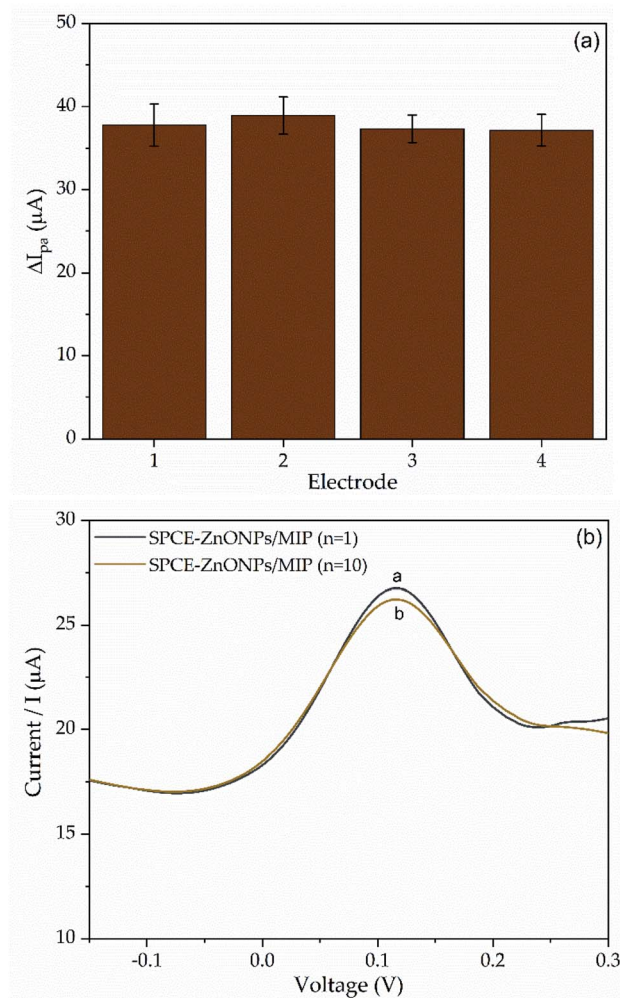 (a)
50
40
30
20
10
0
ΔIpa (μA)
1 2 3 4
Electrode
(b)
SPCE-ZnONPs/MIP (n=1)
SPCE-ZnONPs/MIP (n=10)
a
b
30
25
20
15
10
Current / I (μA)
-0.1 0.0 0.1 0.2 0.3
Voltage (V)